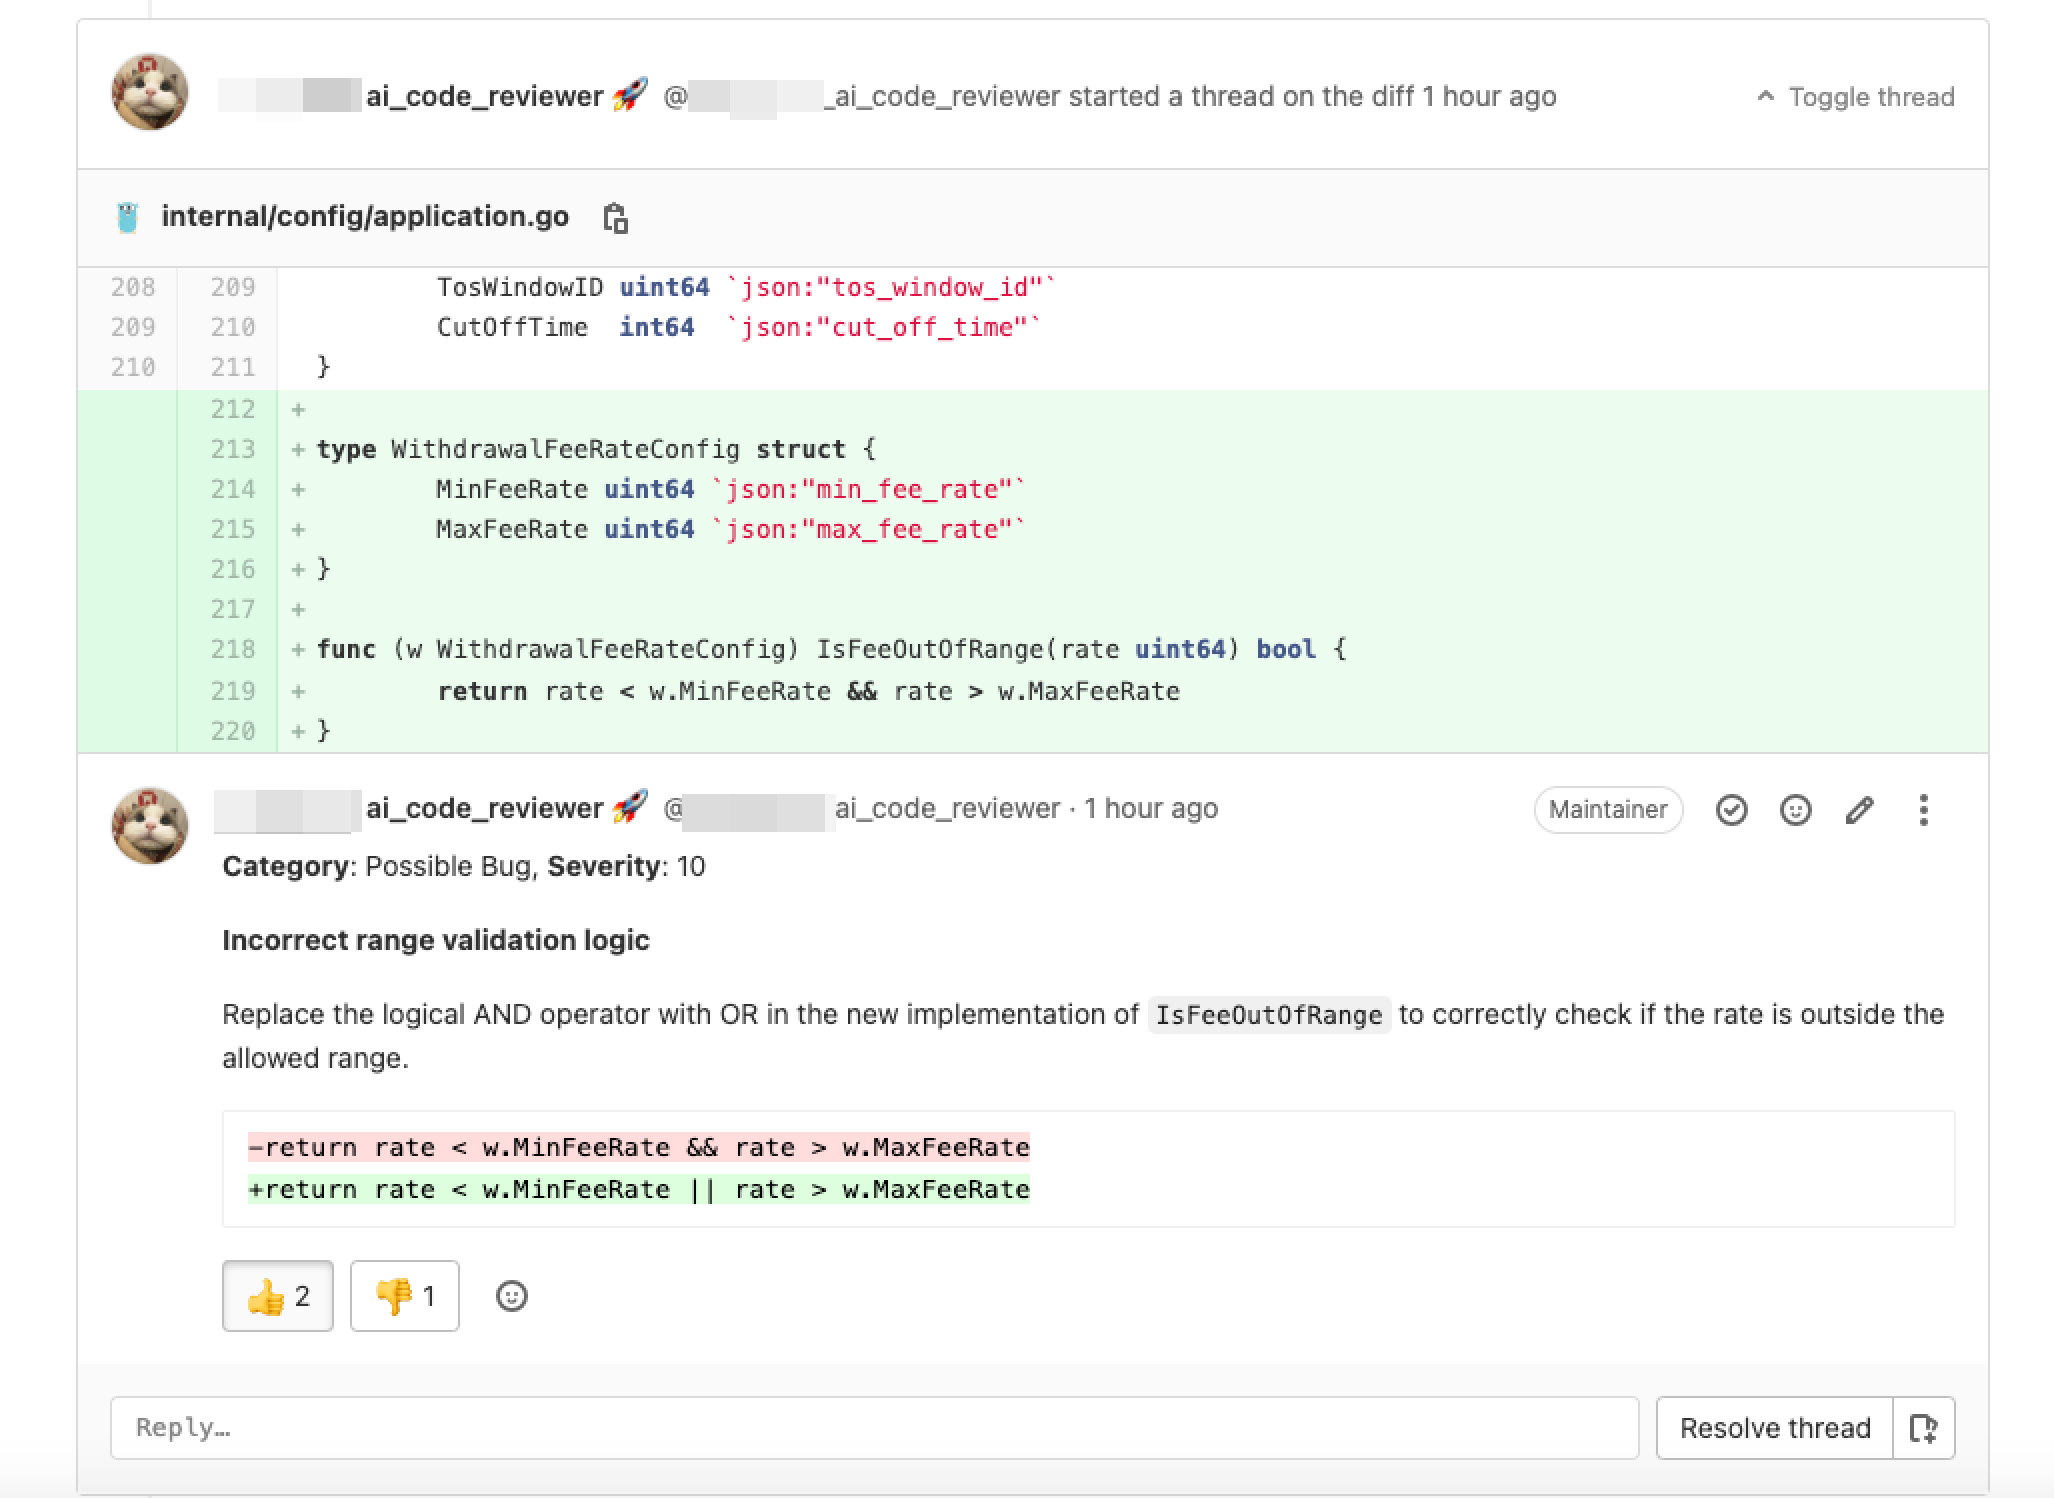 ai_code_reviewer 🚀 @ _ai_code_reviewer started a thread on the diff 1 hour ago
Toggle thread
internal/config/application.go
208 209 TosWindowID uint64 `json:"tos_window_id"`
209 210 CutOffTime int64 `json:"cut_off_time"`
210 211 }
212 +
213 + type WithdrawalFeeRateConfig struct {
214 + MinFeeRate uint64 `json:"min_fee_rate"`
215 + MaxFeeRate uint64 `json:"max_fee_rate"`
216 + }
217 +
218 + func (w WithdrawalFeeRateConfig) IsFeeOutOfRange(rate uint64) bool {
219 + return rate < w.MinFeeRate && rate > w.MaxFeeRate
220 + }
ai_code_reviewer 🚀 @ ai_code_reviewer · 1 hour ago
Maintainer
Category: Possible Bug, Severity: 10
Incorrect range validation logic
Replace the logical AND operator with OR in the new implementation of IsFeeOutOfRange to correctly check if the rate is outside the
allowed range.
-return rate < w.MinFeeRate && rate > w.MaxFeeRate
+return rate < w.MinFeeRate || rate > w.MaxFeeRate
👍 2 👎 1
Reply…
Resolve thread